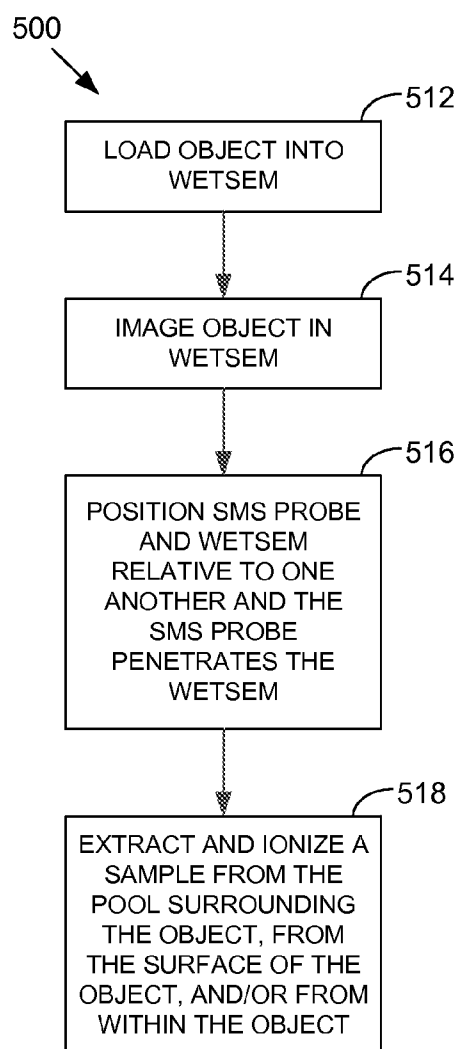 500
512
LOAD OBJECT INTO
WETSEM
514
IMAGE OBJECT IN
WETSEM
516
POSITION SMS PROBE
AND WETSEM
RELATIVE TO ONE
ANOTHER AND THE
SMS PROBE
PENETRATES THE
WETSEM
518
EXTRACT AND IONIZE A
SAMPLE FROM THE
POOL SURROUNDING
THE OBJECT, FROM
THE SURFACE OF THE
OBJECT, AND/OR FROM
WITHIN THE OBJECT